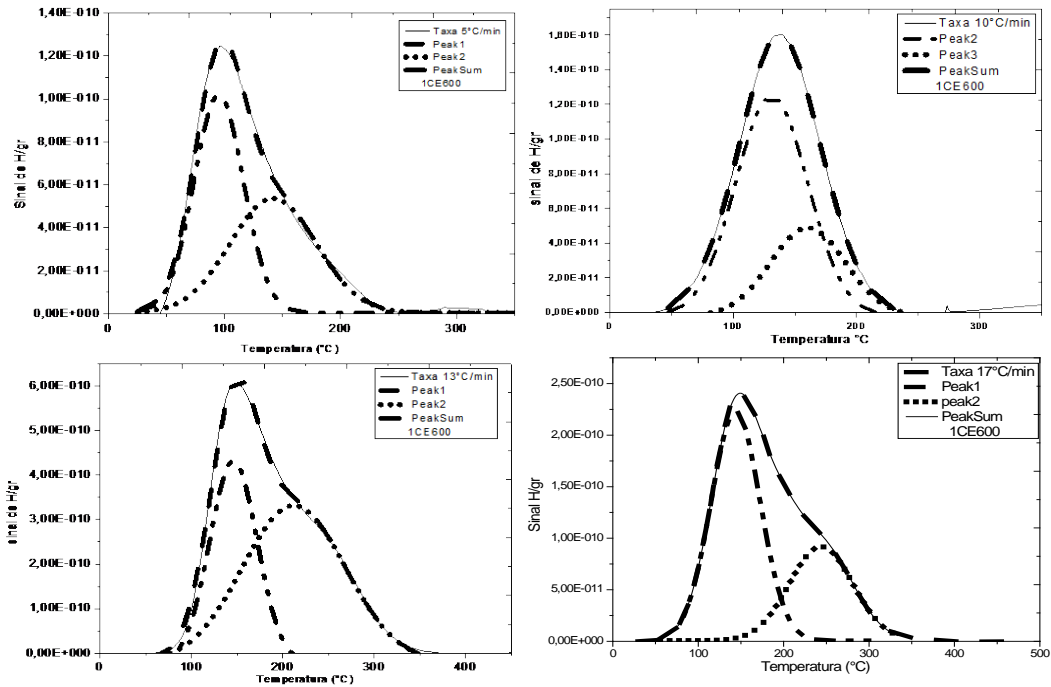 1,40E-010
1,20E-010
1,00E-010
8,00E-011
6,00E-011
4,00E-011
2,00E-011
0,00E+000
Sinal de H/gr
0 100 200 300
Temperatura (°C)
Taxa 5°C/min
Peak1
Peak2
PeakSum
1CE600
1,80E-010
1,60E-010
1,40E-010
1,20E-010
1,00E-010
8,00E-011
6,00E-011
4,00E-011
2,00E-011
0,00E+000
sinal de H/gr
0 100 200 300
Temperatura °C
Taxa 10°C/min
Peak2
Peak3
PeakSum
1CE600
6,00E-010
5,00E-010
4,00E-010
3,00E-010
2,00E-010
1,00E-010
0,00E+000
sinal de H/gr
0 100 200 300 400
Temperatura (°C)
Taxa 13°C/min
Peak1
Peak2
PeakSum
1CE600
2,50E-010
2,00E-010
1,50E-010
1,00E-010
5,00E-011
0,00E+000
Sinal H/gr
0 100 200 300 400 500
Temperatura (°C)
Taxa 17°C/min
Peak1
peak2
PeakSum
1CE600